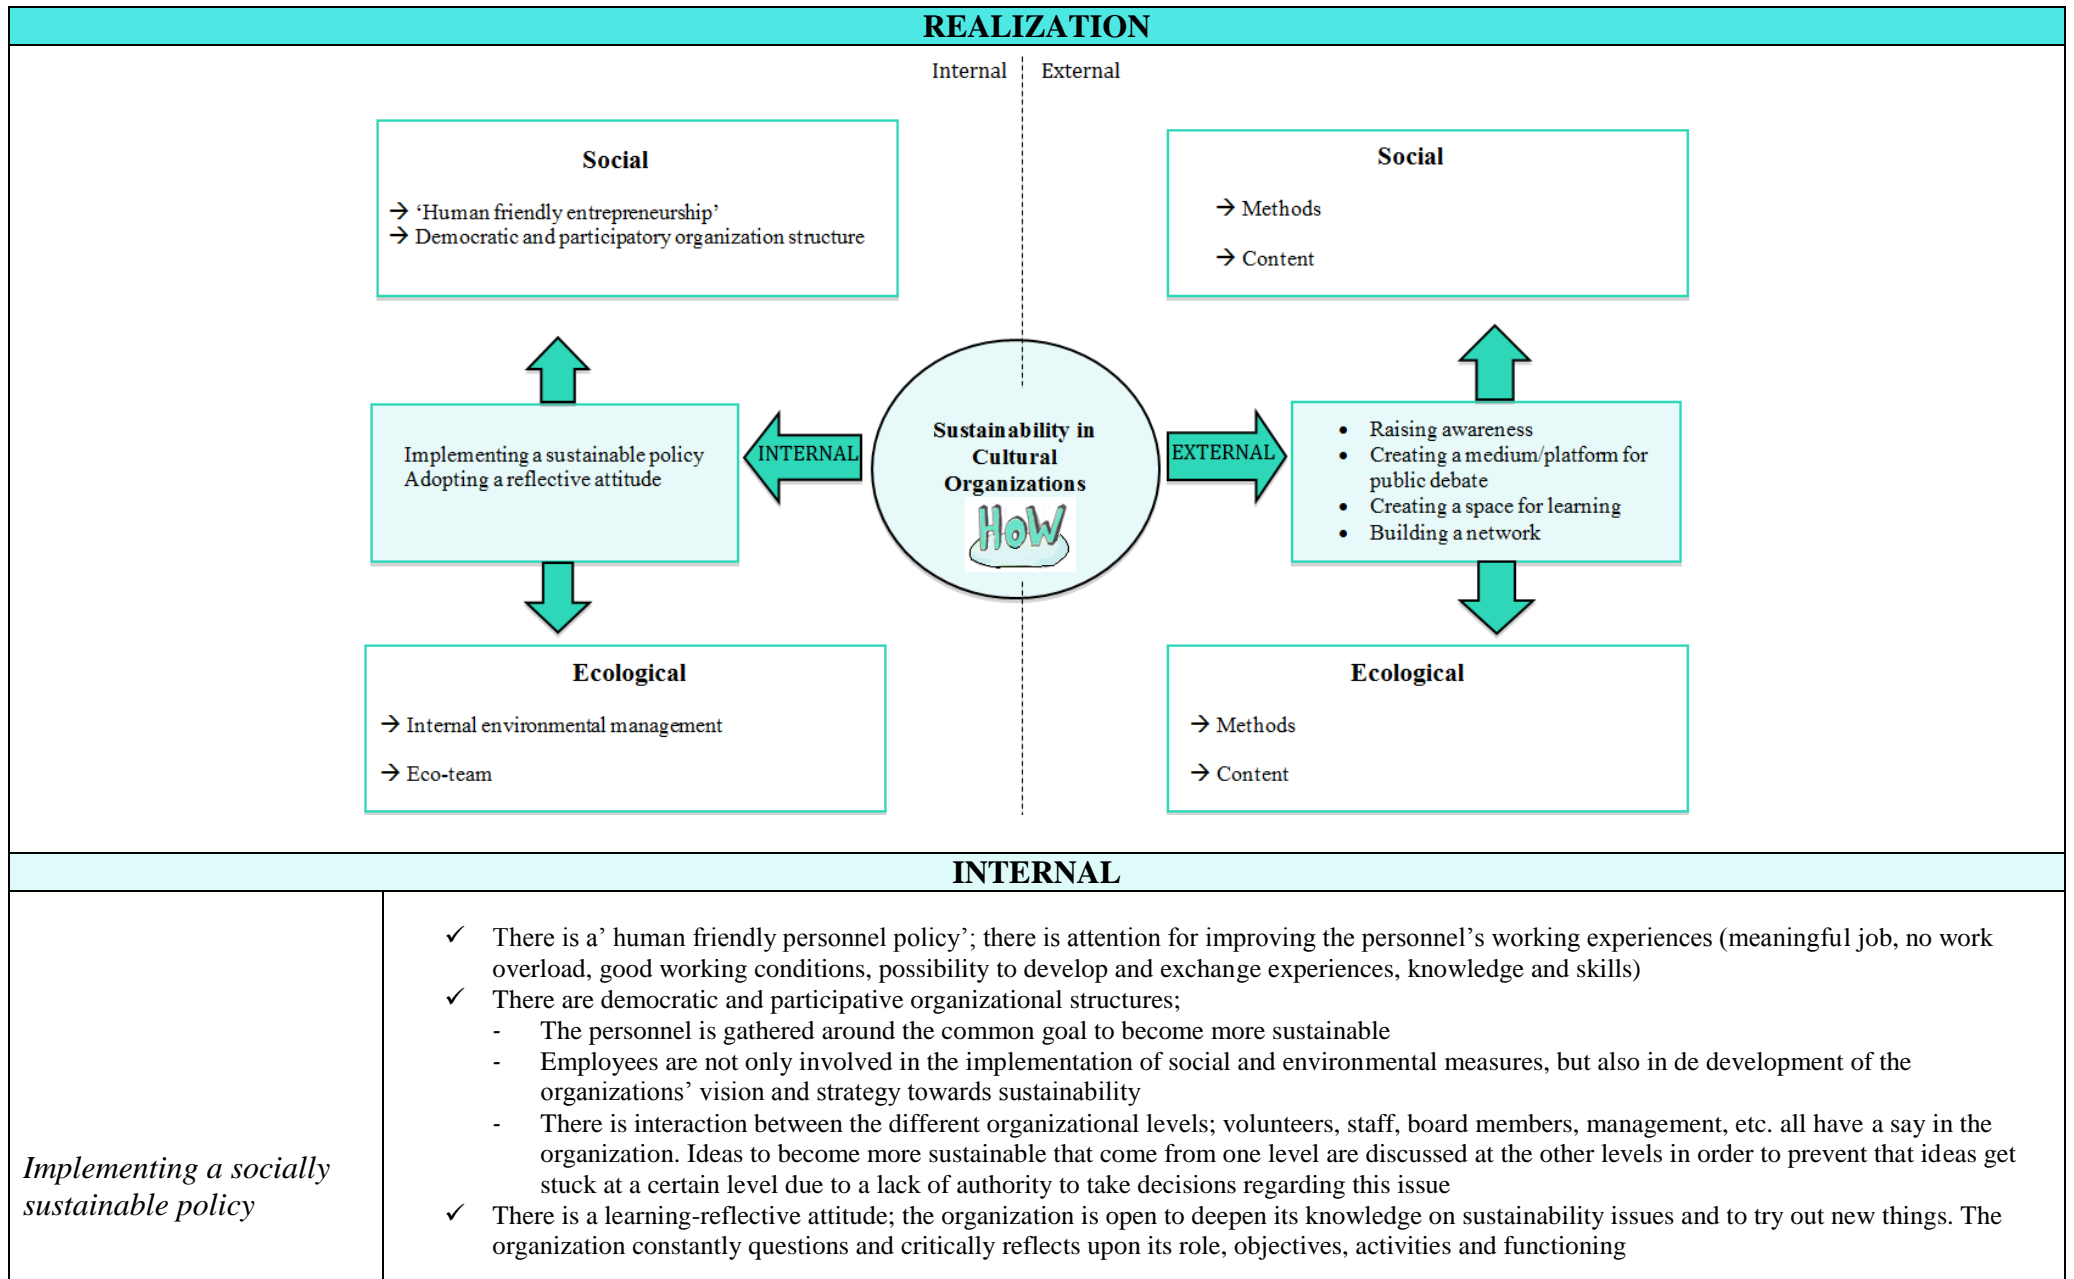 REALIZATION
Internal External
Social
→ ‘Human friendly entrepreneurship’
→ Democratic and participatory organization structure
Social
→ Methods
→ Content
Implementing a sustainable policy
Adopting a reflective attitude
INTERNAL
Sustainability in
Cultural
Organizations
HoW
EXTERNAL
• Raising awareness
• Creating a medium/platform for
public debate
• Creating a space for learning
• Building a network
Ecological
→ Internal environmental management
→ Eco-team
Ecological
→ Methods
→ Content
INTERNAL
Implementing a socially
sustainable policy
✓ There is a’ human friendly personnel policy’; there is attention for improving the personnel’s working experiences (meaningful job, no work
overload, good working conditions, possibility to develop and exchange experiences, knowledge and skills)
✓ There are democratic and participative organizational structures;
- The personnel is gathered around the common goal to become more sustainable
- Employees are not only involved in the implementation of social and environmental measures, but also in de development of the
organizations’ vision and strategy towards sustainability
- There is interaction between the different organizational levels; volunteers, staff, board members, management, etc. all have a say in the
organization. Ideas to become more sustainable that come from one level are discussed at the other levels in order to prevent that ideas get
stuck at a certain level due to a lack of authority to take decisions regarding this issue
✓ There is a learning-reflective attitude; the organization is open to deepen its knowledge on sustainability issues and to try out new things. The
organization constantly questions and critically reflects upon its role, objectives, activities and functioning